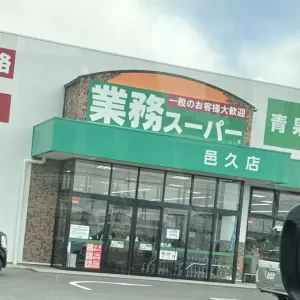 格
一般のお客様大歓迎
業務スーパー
青果
邑久店